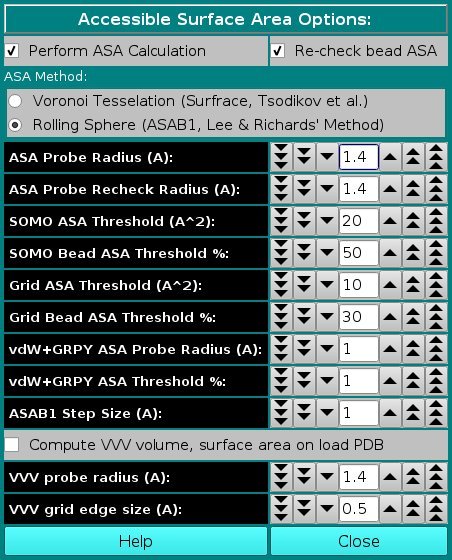 Accessible Surface Area Options:
Perform ASA Calculation
Re-check bead ASA
ASA Method:
Voronoi Tesselation (Surfrace, Tsodikov et al.)
Rolling Sphere (ASAB1, Lee & Richards' Method)
ASA Probe Radius (A): 1.4
ASA Probe Recheck Radius (A): 1.4
SOMO ASA Threshold (A^2): 20
SOMO Bead ASA Threshold %: 50
Grid ASA Threshold (A^2): 10
Grid Bead ASA Threshold %: 30
vdW+GRPY ASA Probe Radius (A): 1
vdW+GRPY ASA Threshold %: 1
ASAB1 Step Size (A): 1
Compute VVV volume, surface area on load PDB
VVV probe radius (A): 1.4
VVV grid edge size (A): 0.5
Help
Close